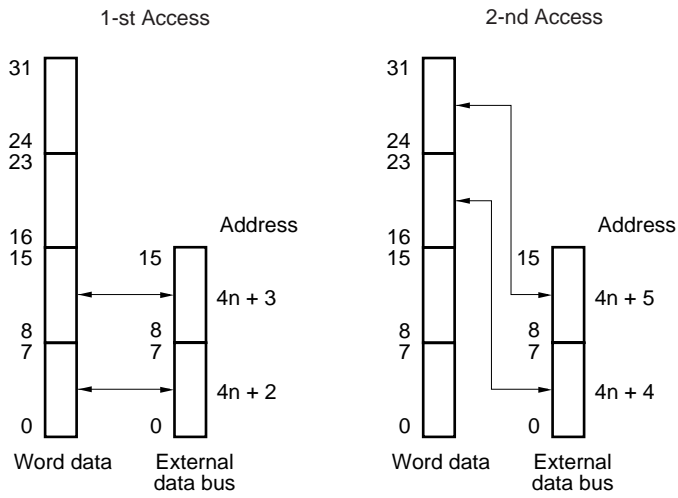 1-st Access
31
24
23
16
15
8
7
0
Word data
Address
15
4n + 3
8
7
4n + 2
0
External
data bus
2-nd Access
31
24
23
16
15
8
7
0
Word data
Address
15
4n + 5
8
7
4n + 4
0
External
data bus